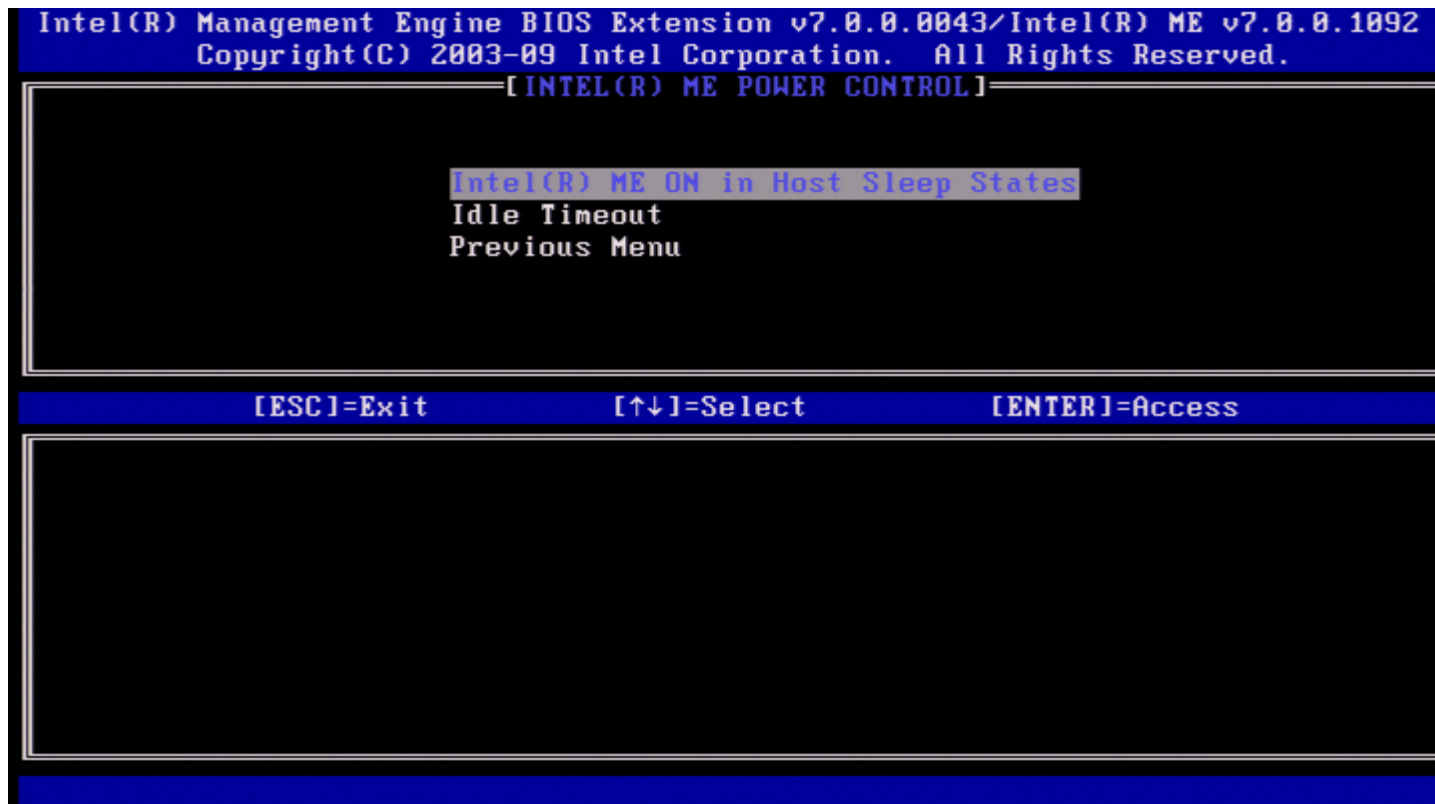 Intel(R) Management Engine BIOS Extension v7.0.0.0043/Intel(R) ME v7.0.0.1092
Copyright(C) 2003-09 Intel Corporation. All Rights Reserved.
[INTEL(R) ME POWER CONTROL]
Intel(R) ME ON in Host Sleep States
Idle Timeout
Previous Menu
[ESC]=Exit [↑↓]=Select [ENTER]=Access